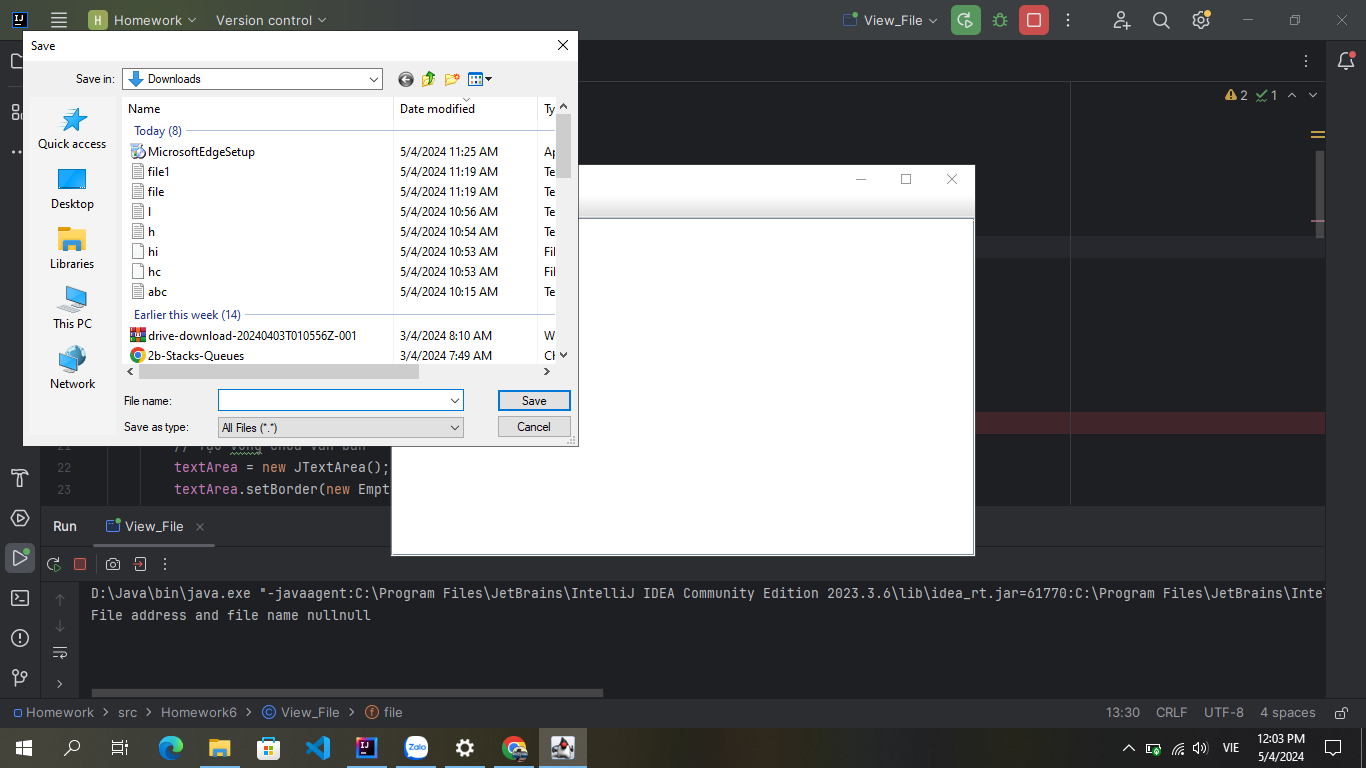 H Homework Version control View_File
Save
Save in: Downloads
Name Date modified Ty
Today (8)
MicrosoftEdgeSetup 5/4/2024 11:25 AM Ap
file1 5/4/2024 11:19 AM Te
file 5/4/2024 11:19 AM Te
l 5/4/2024 10:56 AM Te
h 5/4/2024 10:54 AM Te
hi 5/4/2024 10:53 AM Fil
hc 5/4/2024 10:53 AM Fil
abc 5/4/2024 10:15 AM Te
Earlier this week (14)
drive-download-20240403T010556Z-001 3/4/2024 8:10 AM W
2b-Stacks-Queues 3/4/2024 7:49 AM Ch
Quick access
Desktop
Libraries
This PC
Network
File name: Save
Save as type: All Files (*.*) Cancel
2 1
22 textArea = new JTextArea();
23 textArea.setBorder(new Empt
Run View_File
D:\Java\bin\java.exe "-javaagent:C:\Program Files\JetBrains\IntelliJ IDEA Community Edition 2023.3.6\lib\idea_rt.jar=61770:C:\Program Files\JetBrains\Intel
File address and file name nullnull
Homework > src > Homework6 > View_File > file 13:30 CRLF UTF-8 4 spaces
Zalo VIE 12:03 PM
5/4/2024